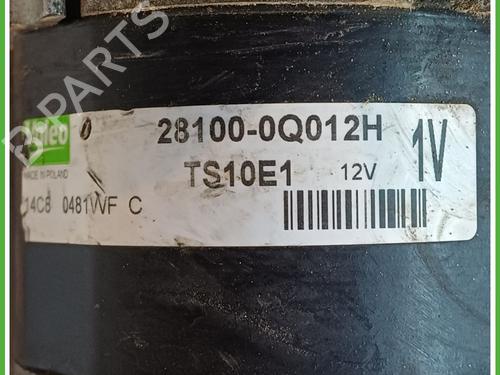 B-PARTS
Valeo
28100-0Q012H
1V
MADE IN POLAND
TS10E1 12V
14C8 0481VVF C